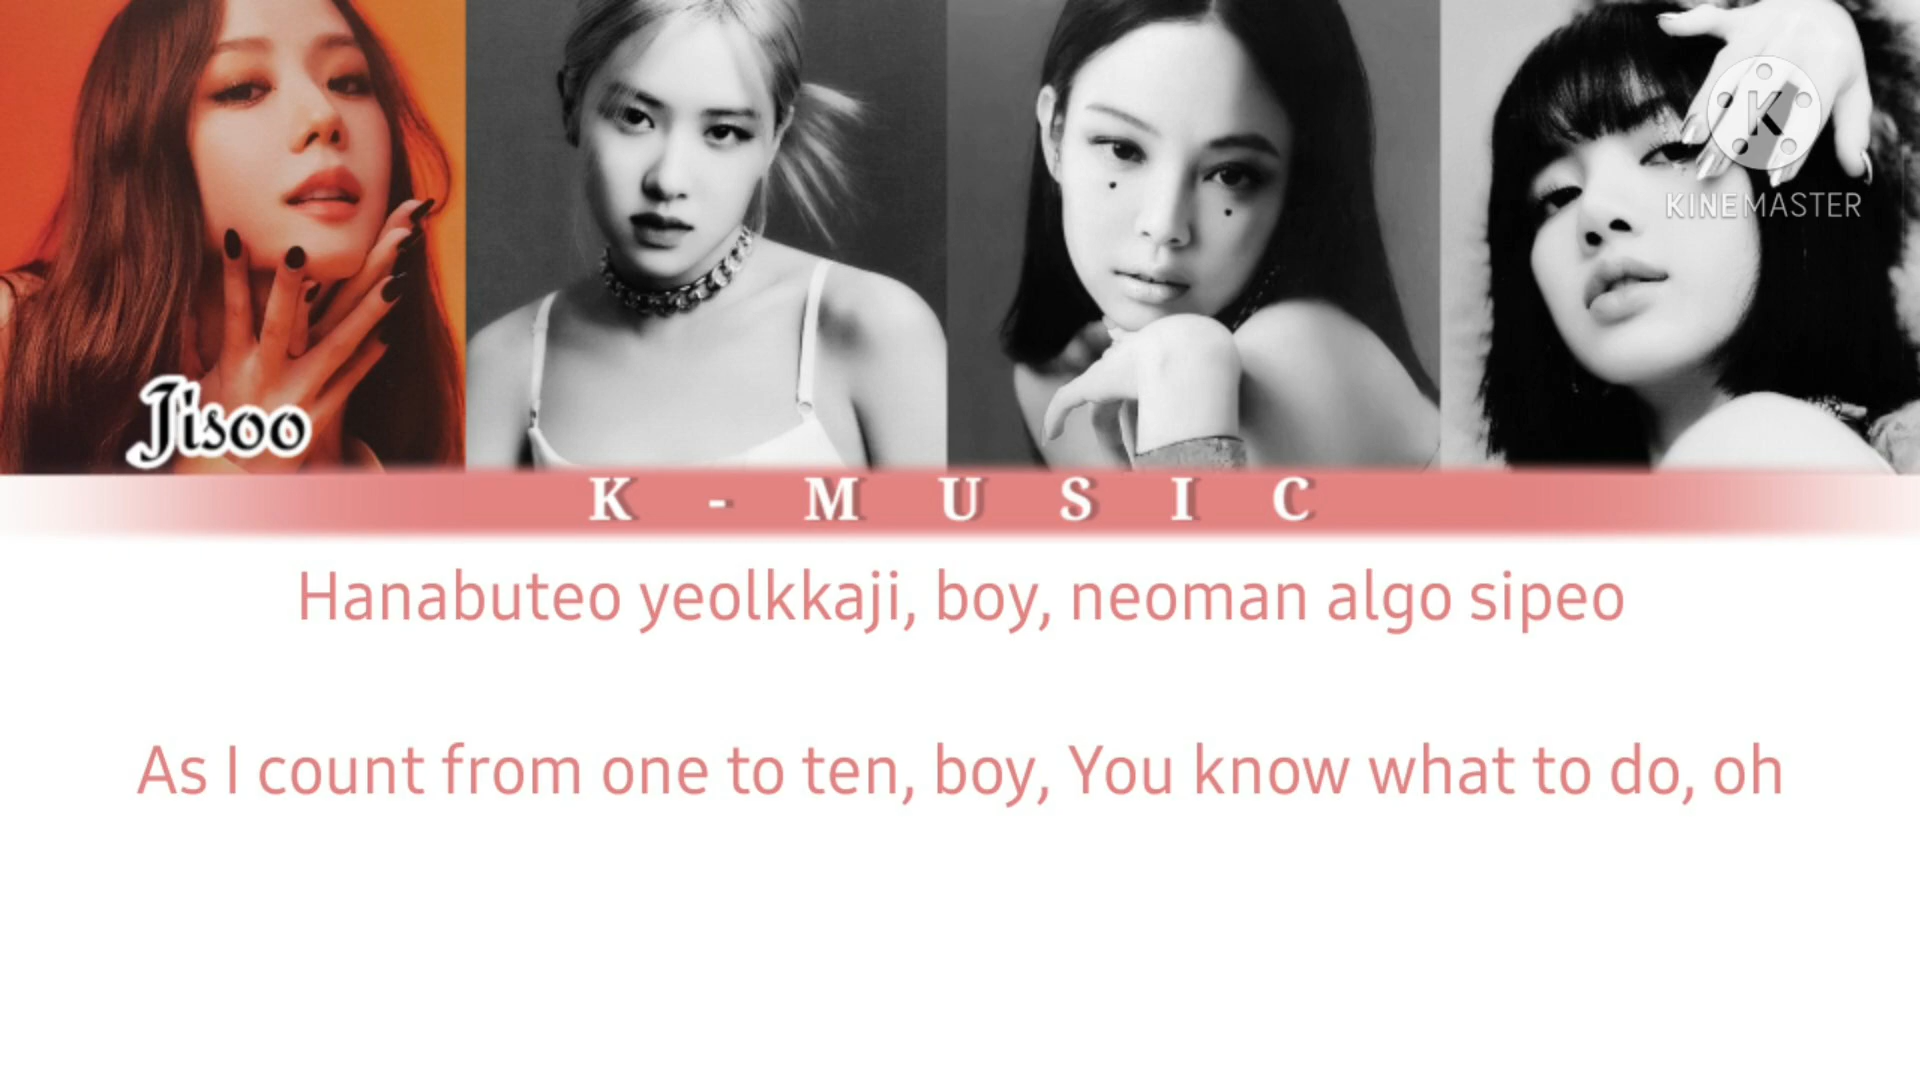 K
KINEMASTER
Jisoo
K - MUSIC
Hanabuteo yeolkkaji, boy, neoman algo sipeo
As I count from one to ten, boy, You know what to do, oh